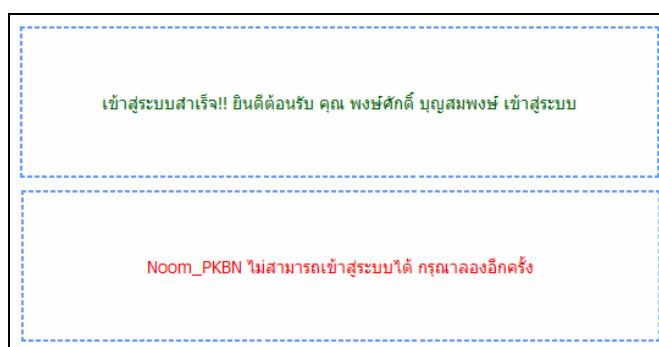 เข้าสู่ระบบสำเร็จ!! ยินดีต้อนรับ คุณ พงษ์ศักดิ์ บุญสมพงษ์ เข้าสู่ระบบ
Noom_PKBN ไม่สามารถเข้าสู่ระบบได้ กรุณาลองอีกครั้ง